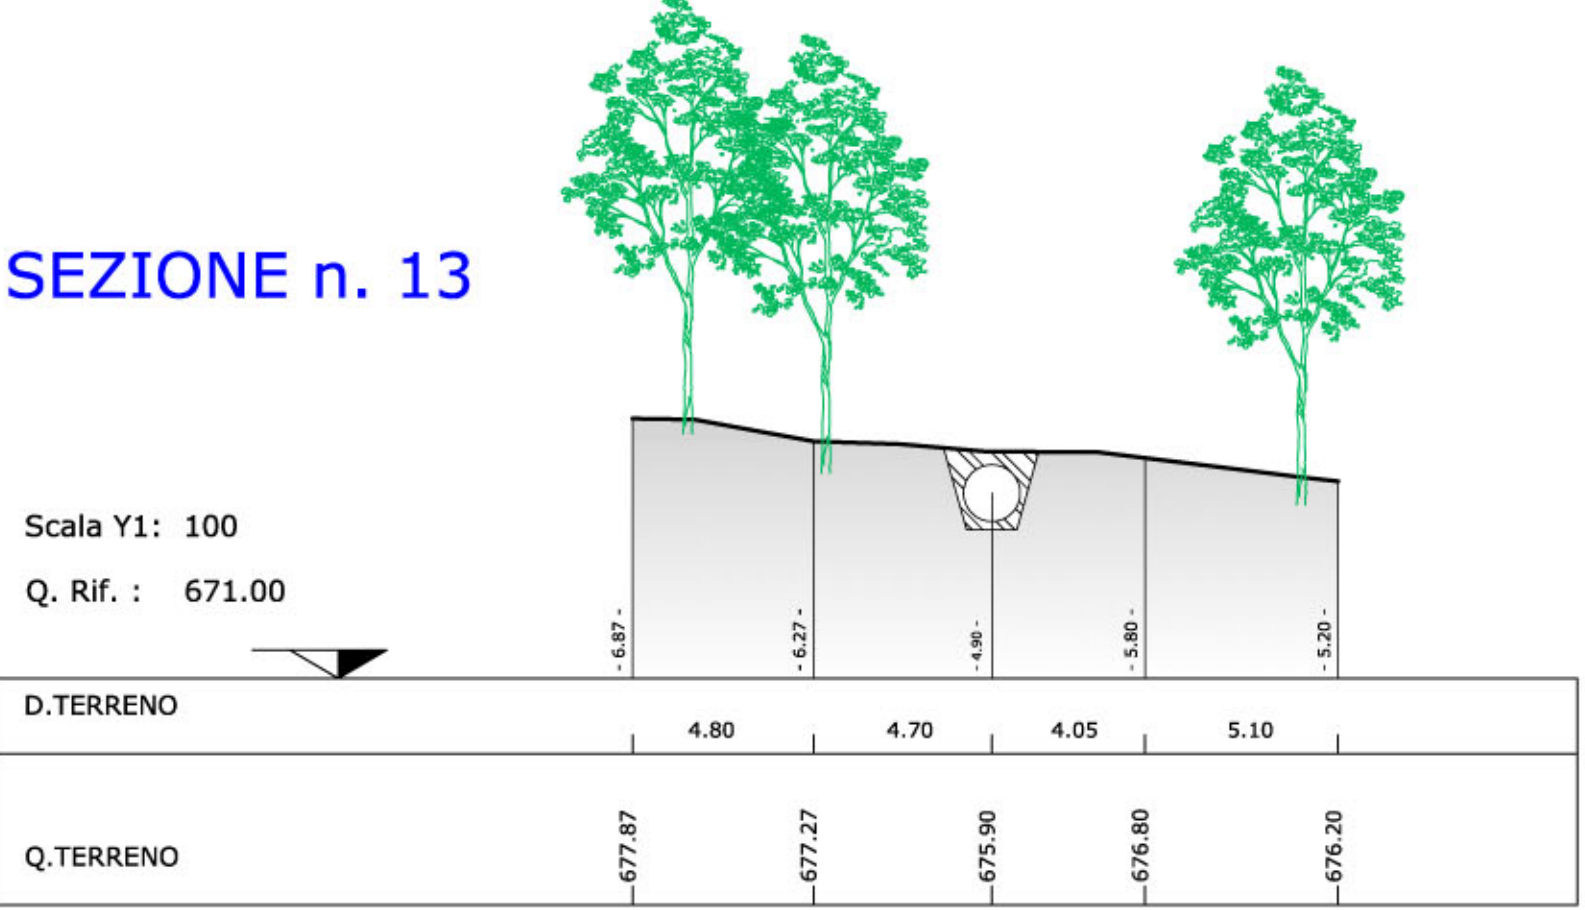 SEZIONE n. 13
Scala Y1: 100
Q. Rif. : 671.00
- 6.87 -
- 6.27 -
- 4.90 -
- 5.80 -
- 5.20 -
D.TERRENO
4.80 4.70 4.05 5.10
Q.TERRENO
677.87
677.27
675.90
676.80
676.20